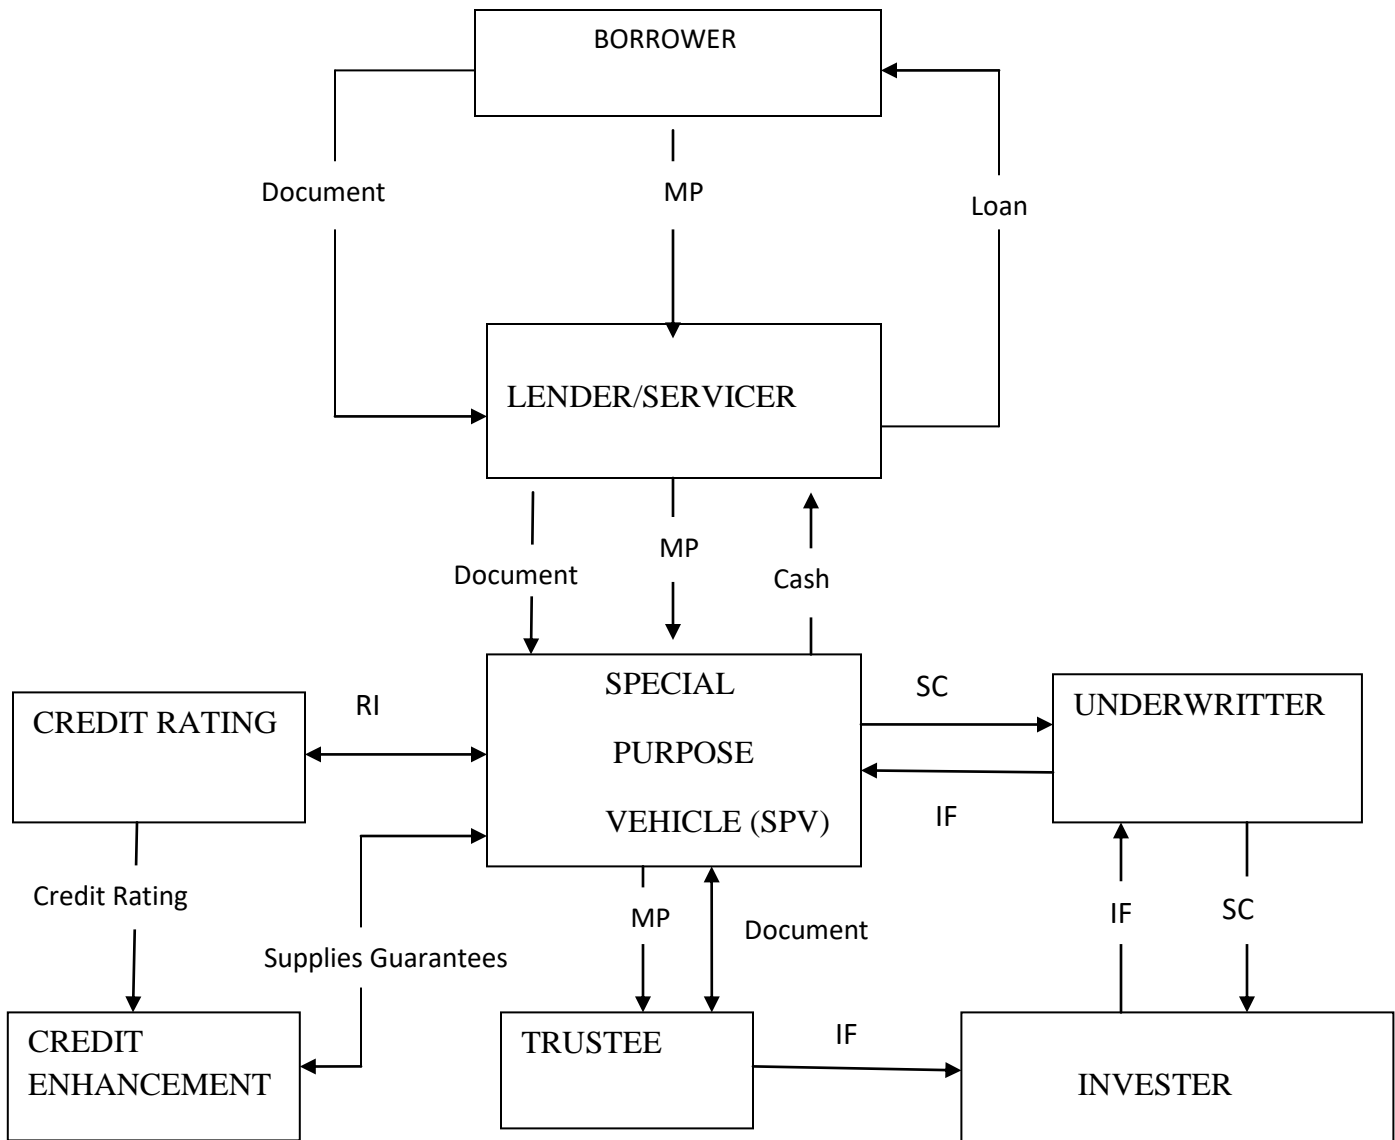 BORROWER
Document
MP
Loan
LENDER/SERVICER
Document
MP
Cash
SPECIAL
PURPOSE
VEHICLE (SPV)
CREDIT RATING
RI
SC
UNDERWRITTER
IF
Credit Rating
Supplies Guarantees
MP
Document
IF
SC
CREDIT
ENHANCEMENT
TRUSTEE
IF
INVESTER